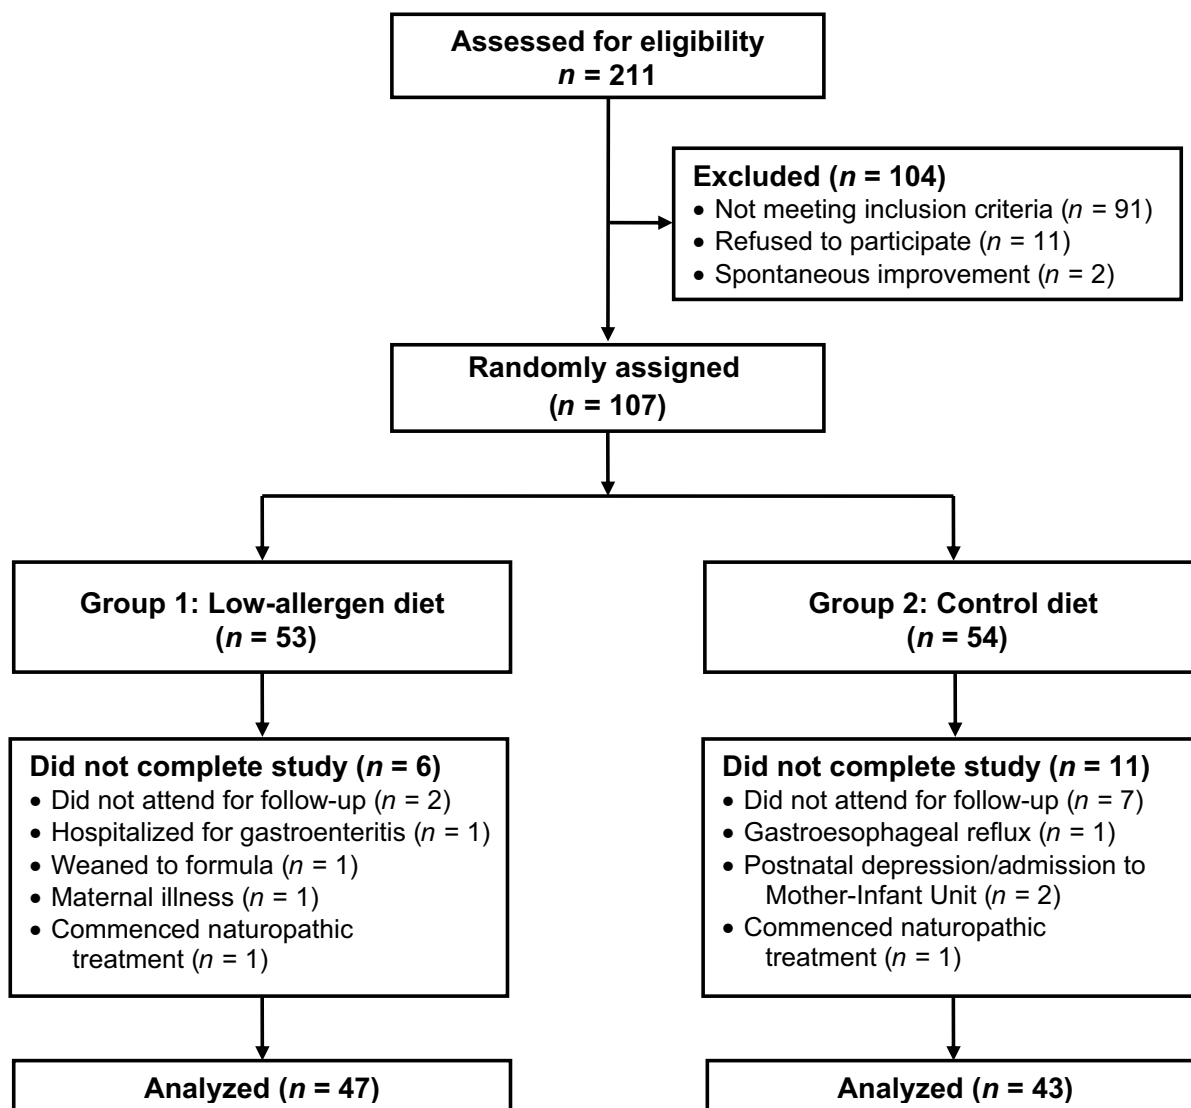 Assessed for eligibility
n = 211
Excluded (n = 104)
• Not meeting inclusion criteria (n = 91)
• Refused to participate (n = 11)
• Spontaneous improvement (n = 2)
Randomly assigned
(n = 107)
Group 1: Low-allergen diet
(n = 53)
Group 2: Control diet
(n = 54)
Did not complete study (n = 6)
• Did not attend for follow-up (n = 2)
• Hospitalized for gastroenteritis (n = 1)
• Weaned to formula (n = 1)
• Maternal illness (n = 1)
• Commenced naturopathic
treatment (n = 1)
Did not complete study (n = 11)
• Did not attend for follow-up (n = 7)
• Gastroesophageal reflux (n = 1)
• Postnatal depression/admission to
Mother-Infant Unit (n = 2)
• Commenced naturopathic
treatment (n = 1)
Analyzed (n = 47)
Analyzed (n = 43)